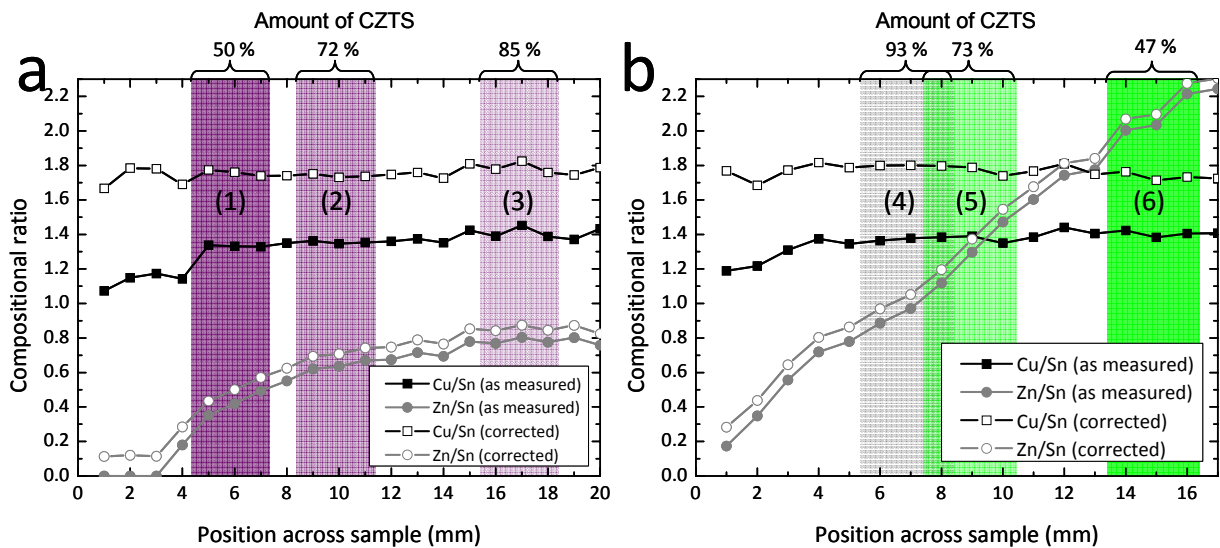 Amount of CZTS
50 %
72 %
85 %
a
2.2
2.0
1.8
1.6
1.4
1.2
1.0
0.8
0.6
0.4
0.2
0.0
Compositional ratio
(1)
(2)
(3)
Cu/Sn (as measured)
Zn/Sn (as measured)
Cu/Sn (corrected)
Zn/Sn (corrected)
0 2 4 6 8 10 12 14 16 18 20
Position across sample (mm)
Amount of CZTS
93 %
73 %
47 %
b
2.2
2.0
1.8
1.6
1.4
1.2
1.0
0.8
0.6
0.4
0.2
0.0
Compositional ratio
(4)
(5)
(6)
Cu/Sn (as measured)
Zn/Sn (as measured)
Cu/Sn (corrected)
Zn/Sn (corrected)
0 2 4 6 8 10 12 14 16
Position across sample (mm)